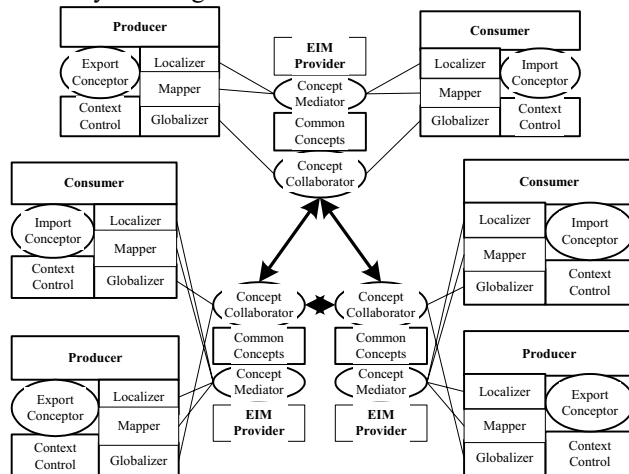 Producer
Export
Conceptor
Context
Control
Localizer
Mapper
Globalizer
EIM
Provider
Concept
Mediator
Common
Concepts
Concept
Collaborator
Consumer
Localizer
Mapper
Globalizer
Import
Conceptor
Context
Control
Consumer
Import
Conceptor
Context
Control
Localizer
Mapper
Globalizer
Consumer
Localizer
Mapper
Globalizer
Import
Conceptor
Context
Control
Concept
Collaborator
Common
Concepts
Concept
Mediator
EIM
Provider
Concept
Collaborator
Common
Concepts
Concept
Mediator
EIM
Provider
Producer
Export
Conceptor
Context
Control
Localizer
Mapper
Globalizer
Producer
Localizer
Mapper
Globalizer
Export
Conceptor
Context
Control